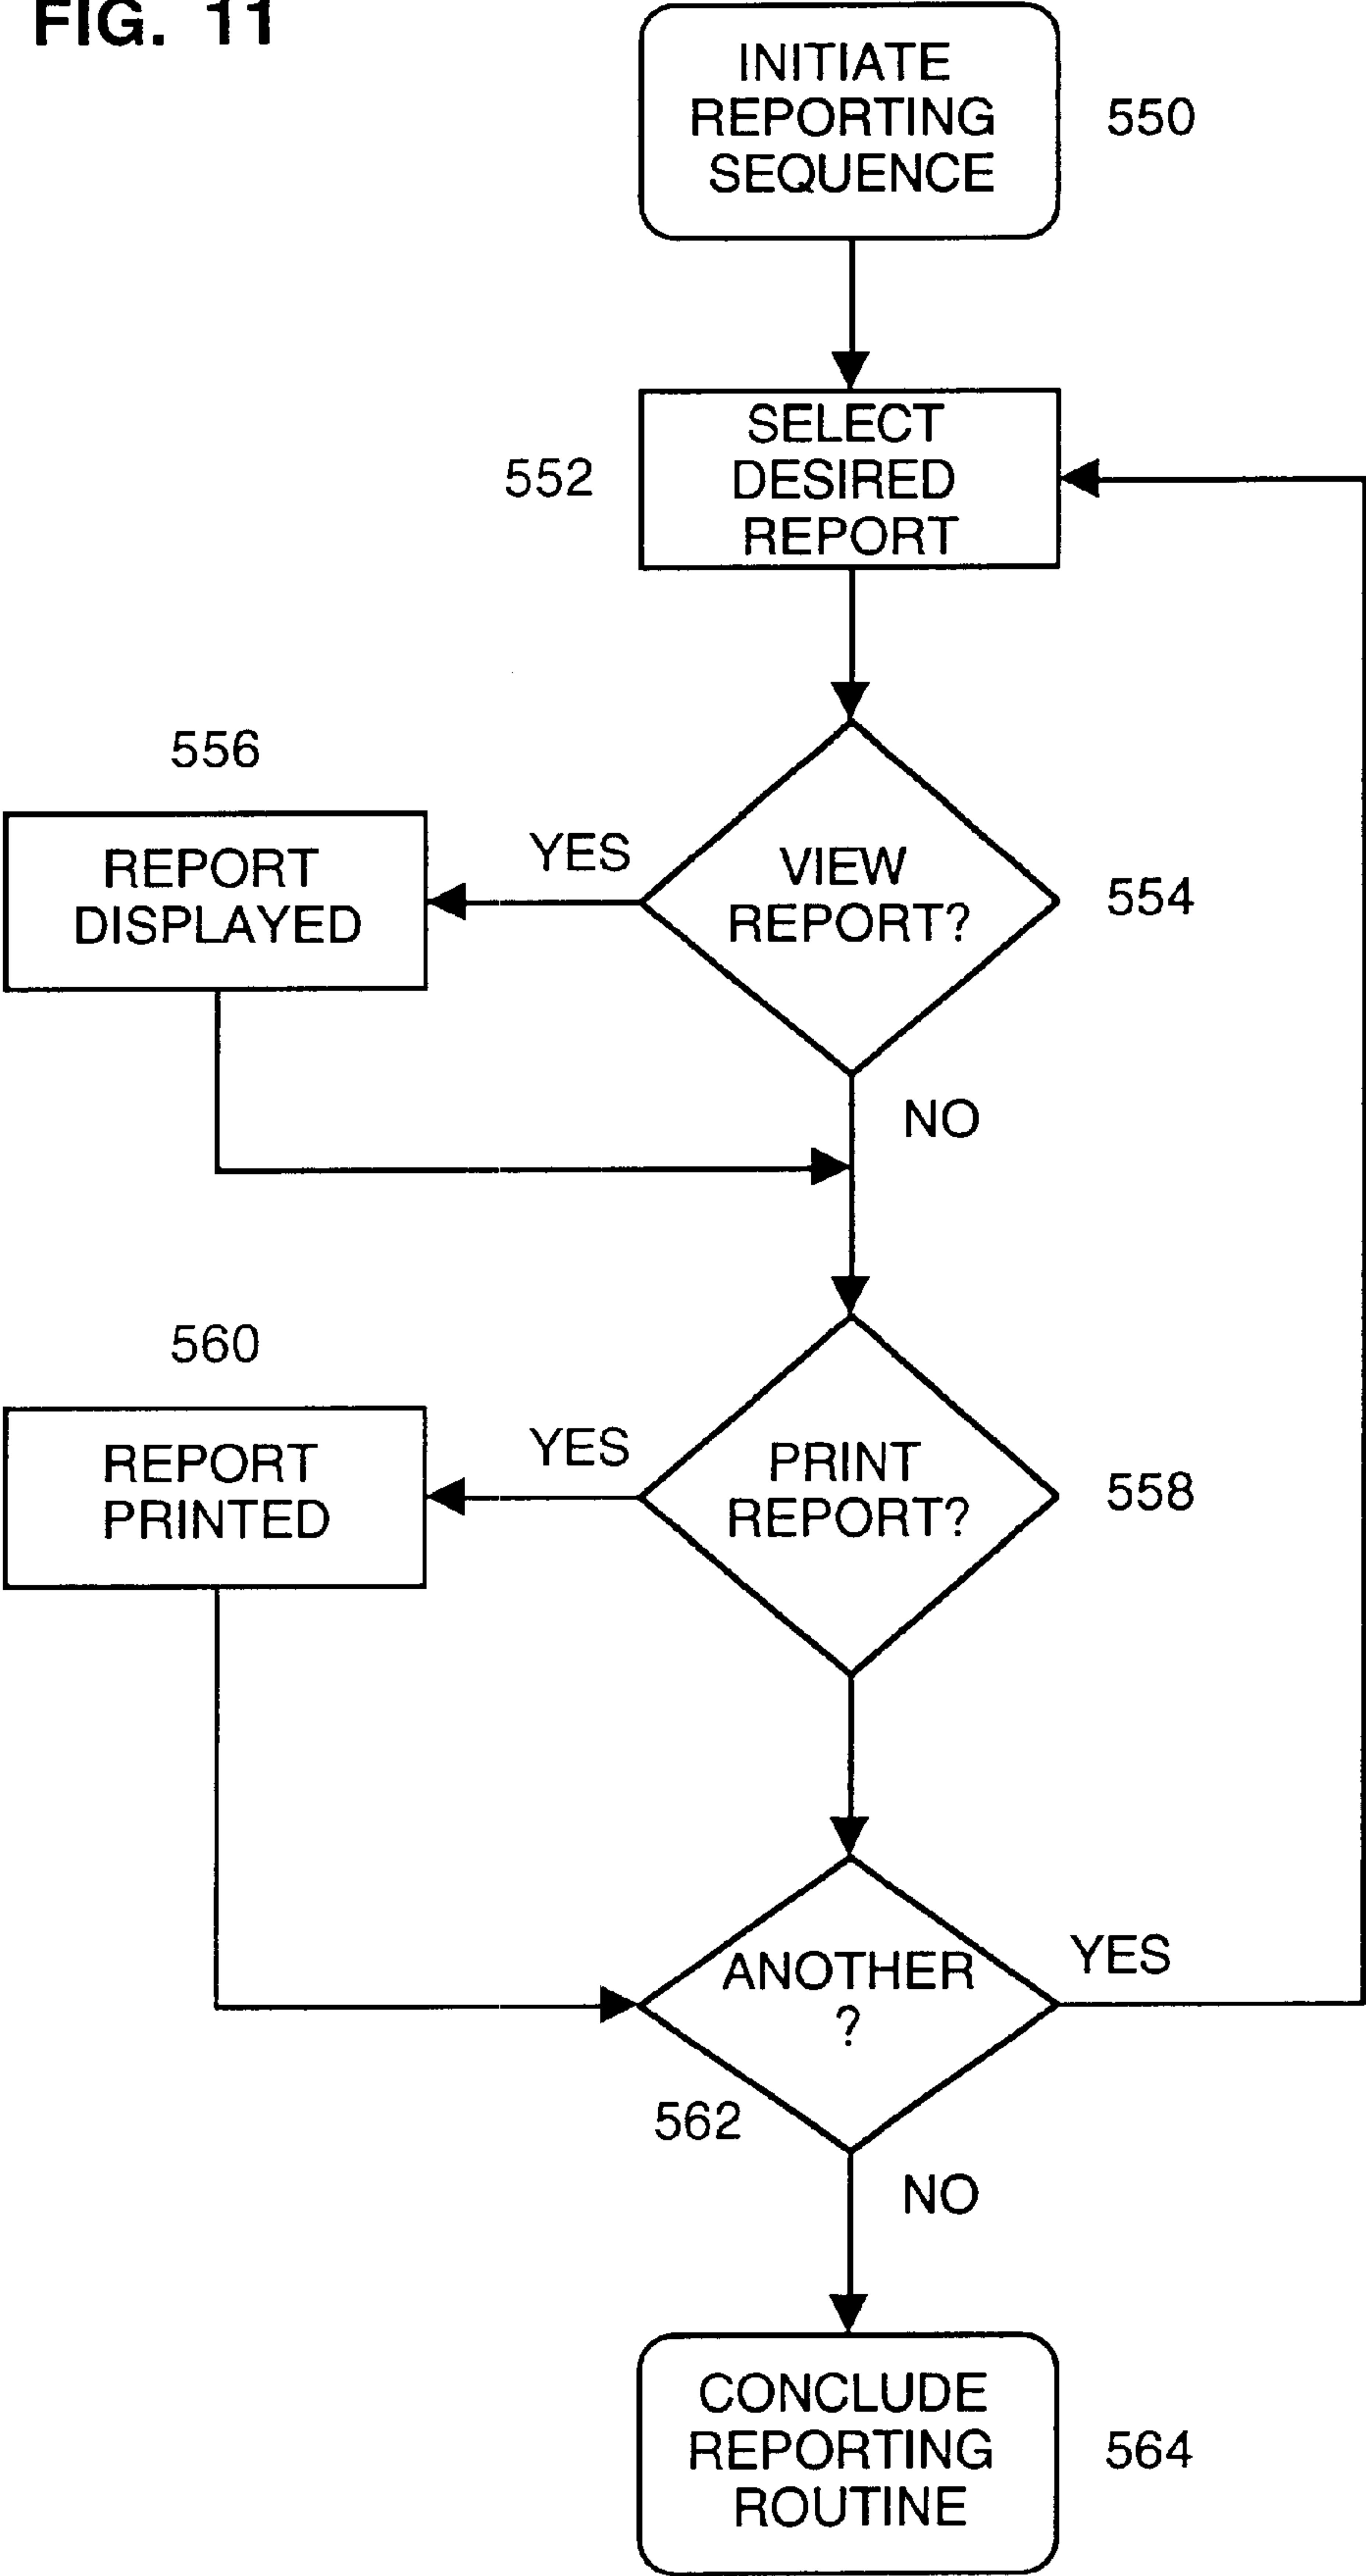 FIG. 11
INITIATE
REPORTING
SEQUENCE
550
552
SELECT
DESIRED
REPORT
556
REPORT
DISPLAYED
YES
VIEW
REPORT?
554
NO
560
REPORT
PRINTED
YES
PRINT
REPORT?
558
ANOTHER
?
YES
562
NO
CONCLUDE
REPORTING
ROUTINE
564